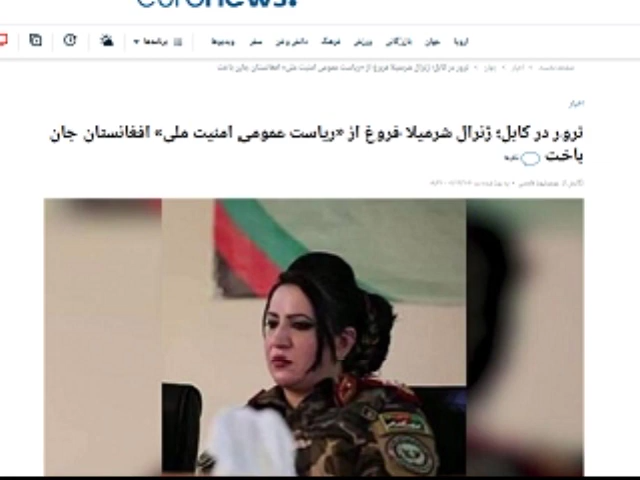 euronews.
اروپا جهان بازرگانی ورزش فرهنگ دانش و فن سفر ویدیوها برنامه‌ها
اخبار
ترور در کابل؛ ژنرال شرمیلا فروغ از «ریاست عمومی امنیت ملی» افغانستان جان
باخت